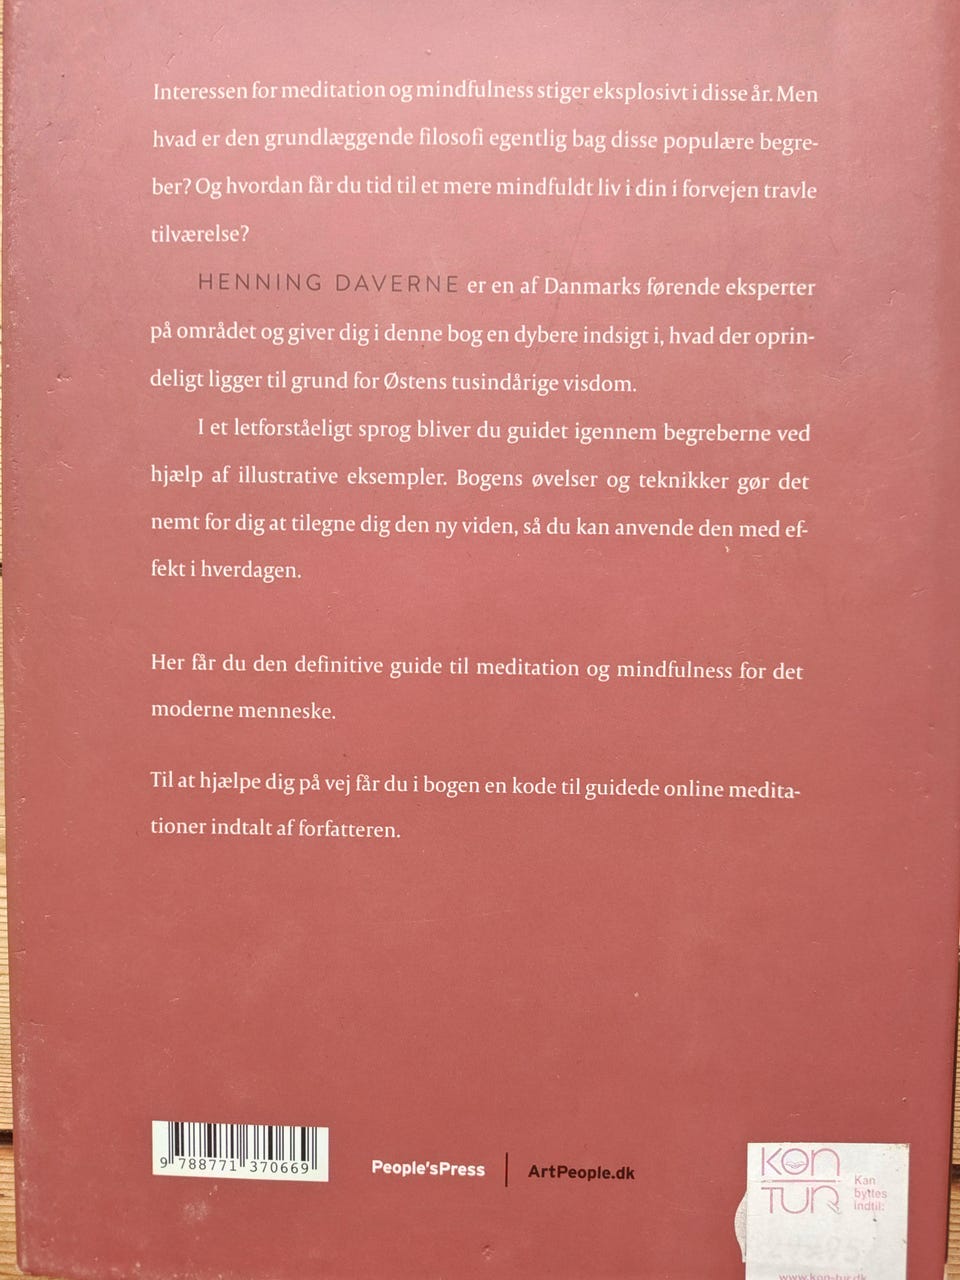 Interessen for meditation og mindfulness stiger eksplosivt i disse år. Men
hvad er den grundlæggende filosofi egentlig bag disse populære begre-
ber? Og hvordan får du tid til et mere mindfuldt liv i din i forvejen travle
tilværelse?
HENNING DAVERNE er en af Danmarks førende eksperter
på området og giver dig i denne bog en dybere indsigt i, hvad der oprin-
deligt ligger til grund for Østens tusindårige visdom.
I et letforståeligt sprog bliver du guidet igennem begreberne ved
hjælp af illustrative eksempler. Bogens øvelser og teknikker gør det
nemt for dig at tilegne dig den ny viden, så du kan anvende den med ef-
fekt i hverdagen.
Her får du den definitive guide til meditation og mindfulness for det
moderne menneske.
Til at hjælpe dig på vej får du i bogen en kode til guidede online medita-
tioner indtalt af forfatteren.
9 788771 370669
People'sPress | ArtPeople.dk
KON
TUR
Kan
byttes
indtil:
www.kon-tur.dk